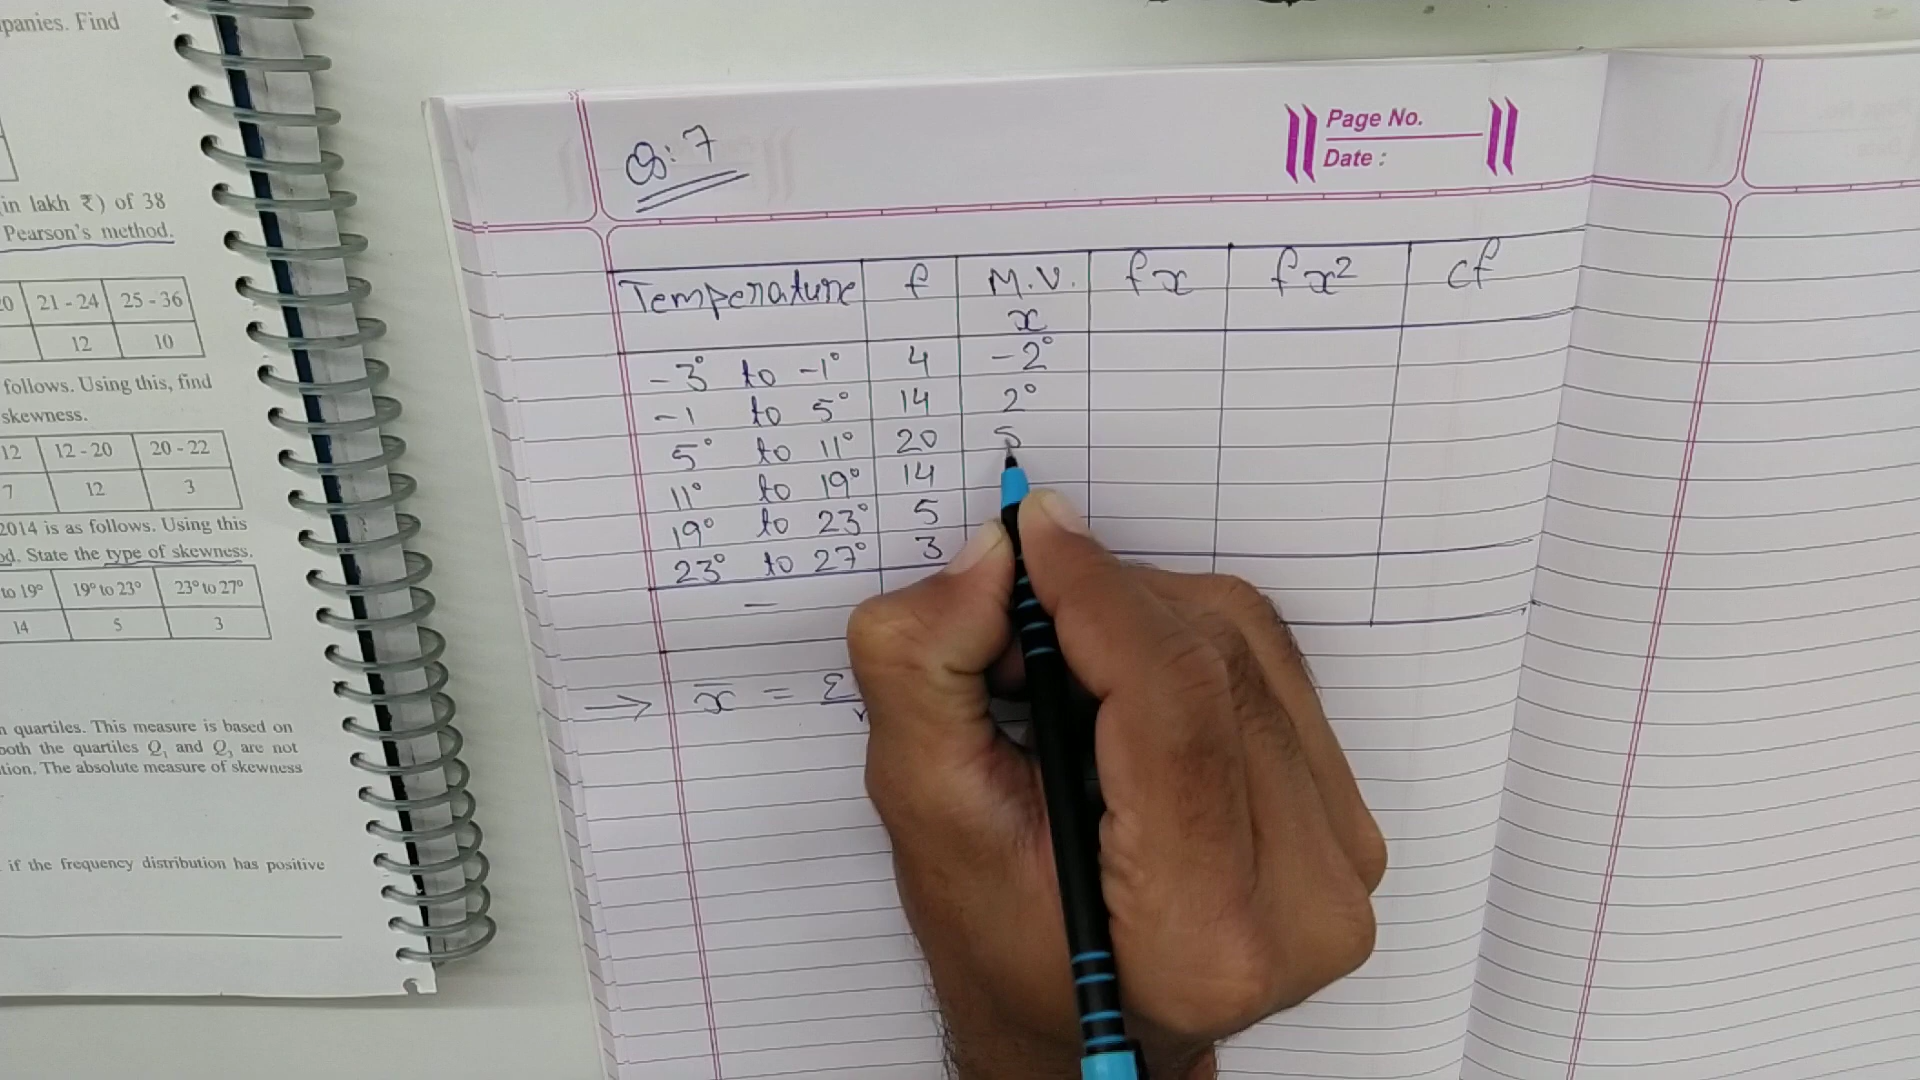 panies. Find
in lakh ₹) of 38
Pearson's method.
21 - 24 25 - 36
12 10
follows. Using this, find
skewness.
12 12 - 20 20 - 22
7 12 3
2014 is as follows. Using this
State the type of skewness.
to 19° 19° to 23° 23° to 27°
14 5 3
quartiles. This measure is based on
both the quartiles Q₁ and Q₃ are not
The absolute measure of skewness
if the frequency distribution has positive
Q:7
Page No.
Date :
Temperature f M.V. x fx fx² cf
-3° to -1° 4 -2°
-1 to 5° 14 2°
5° to 11° 20 5
11° to 19° 14
19° to 23° 5
23° to 27° 3
—
→ x̄ = Σ